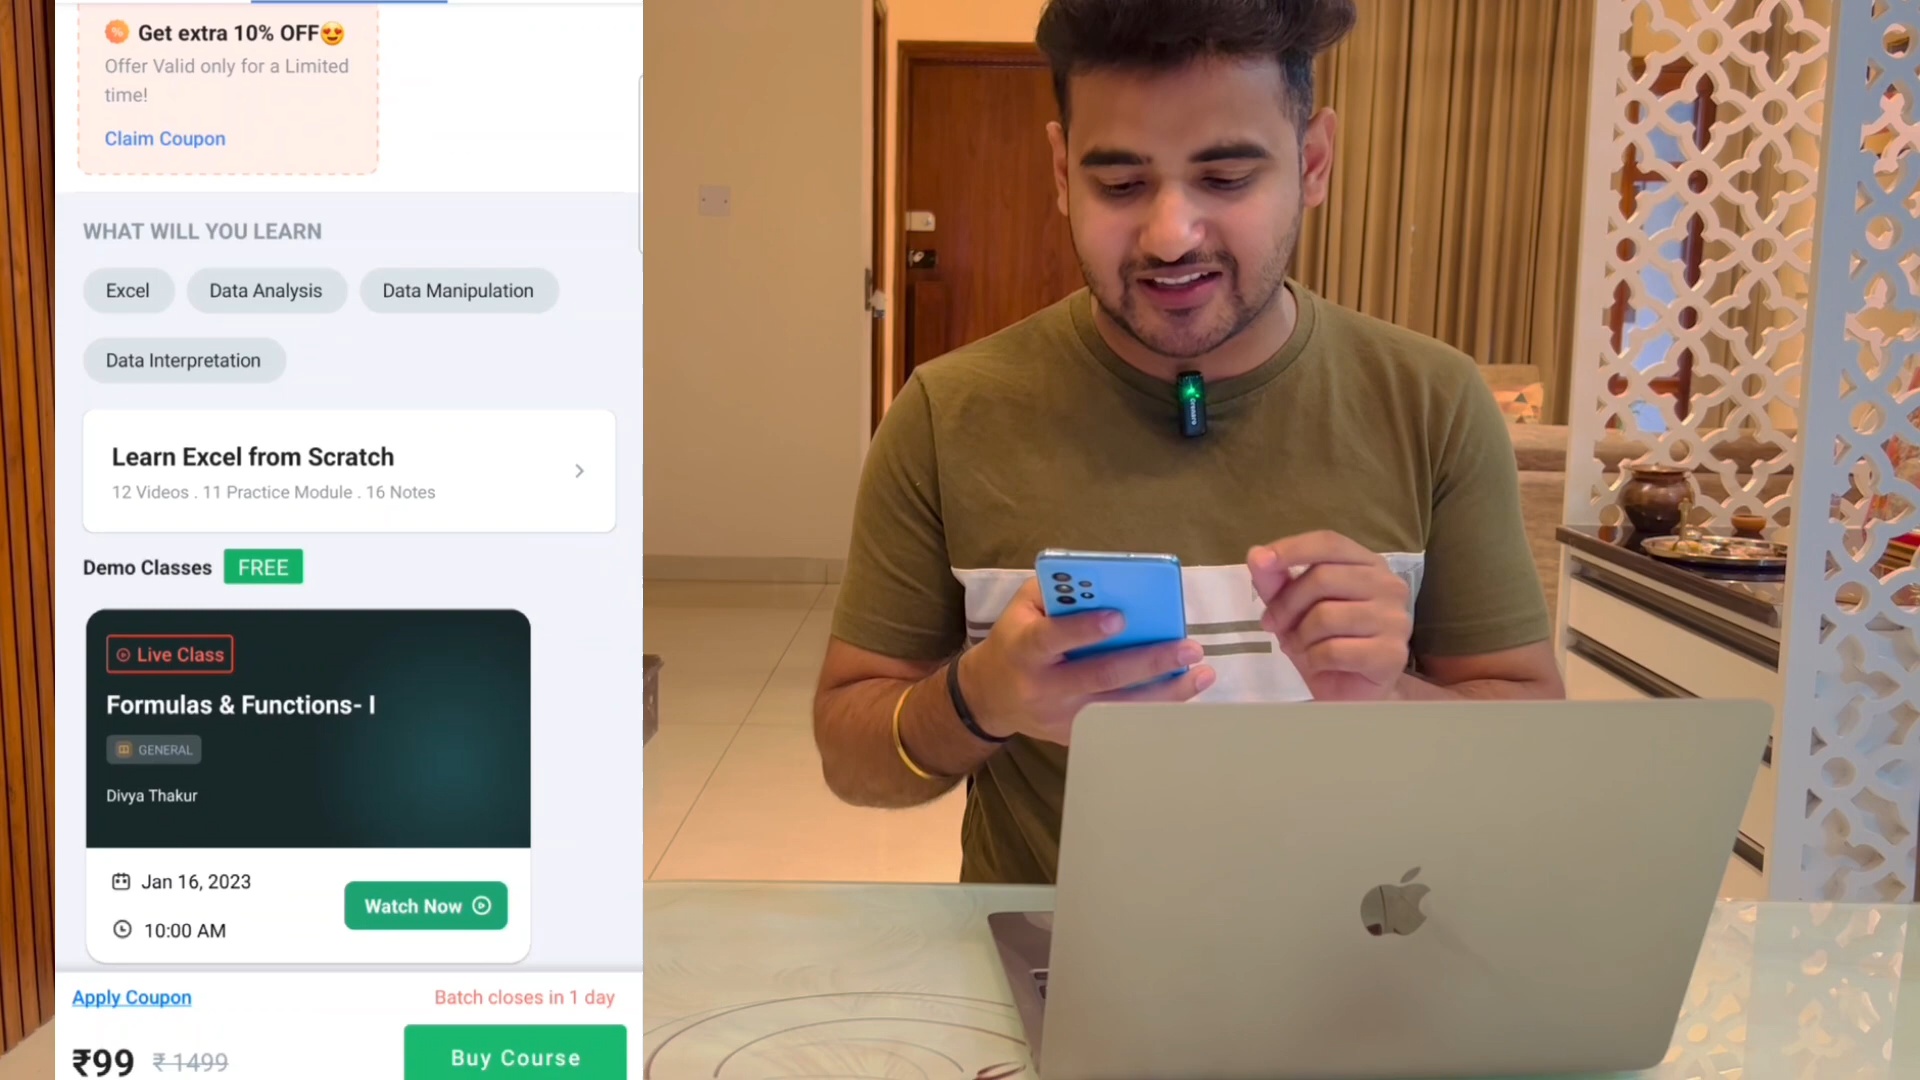 Get extra 10% OFF😍
Offer Valid only for a Limited
time!
Claim Coupon
WHAT WILL YOU LEARN
Excel
Data Analysis
Data Manipulation
Data Interpretation
Learn Excel from Scratch
12 Videos . 11 Practice Module . 16 Notes
Demo Classes
FREE
Live Class
Formulas & Functions- I
GENERAL
Divya Thakur
Jan 16, 2023
Watch Now
10:00 AM
Apply Coupon
Batch closes in 1 day
₹99
₹ 1499
Buy Course